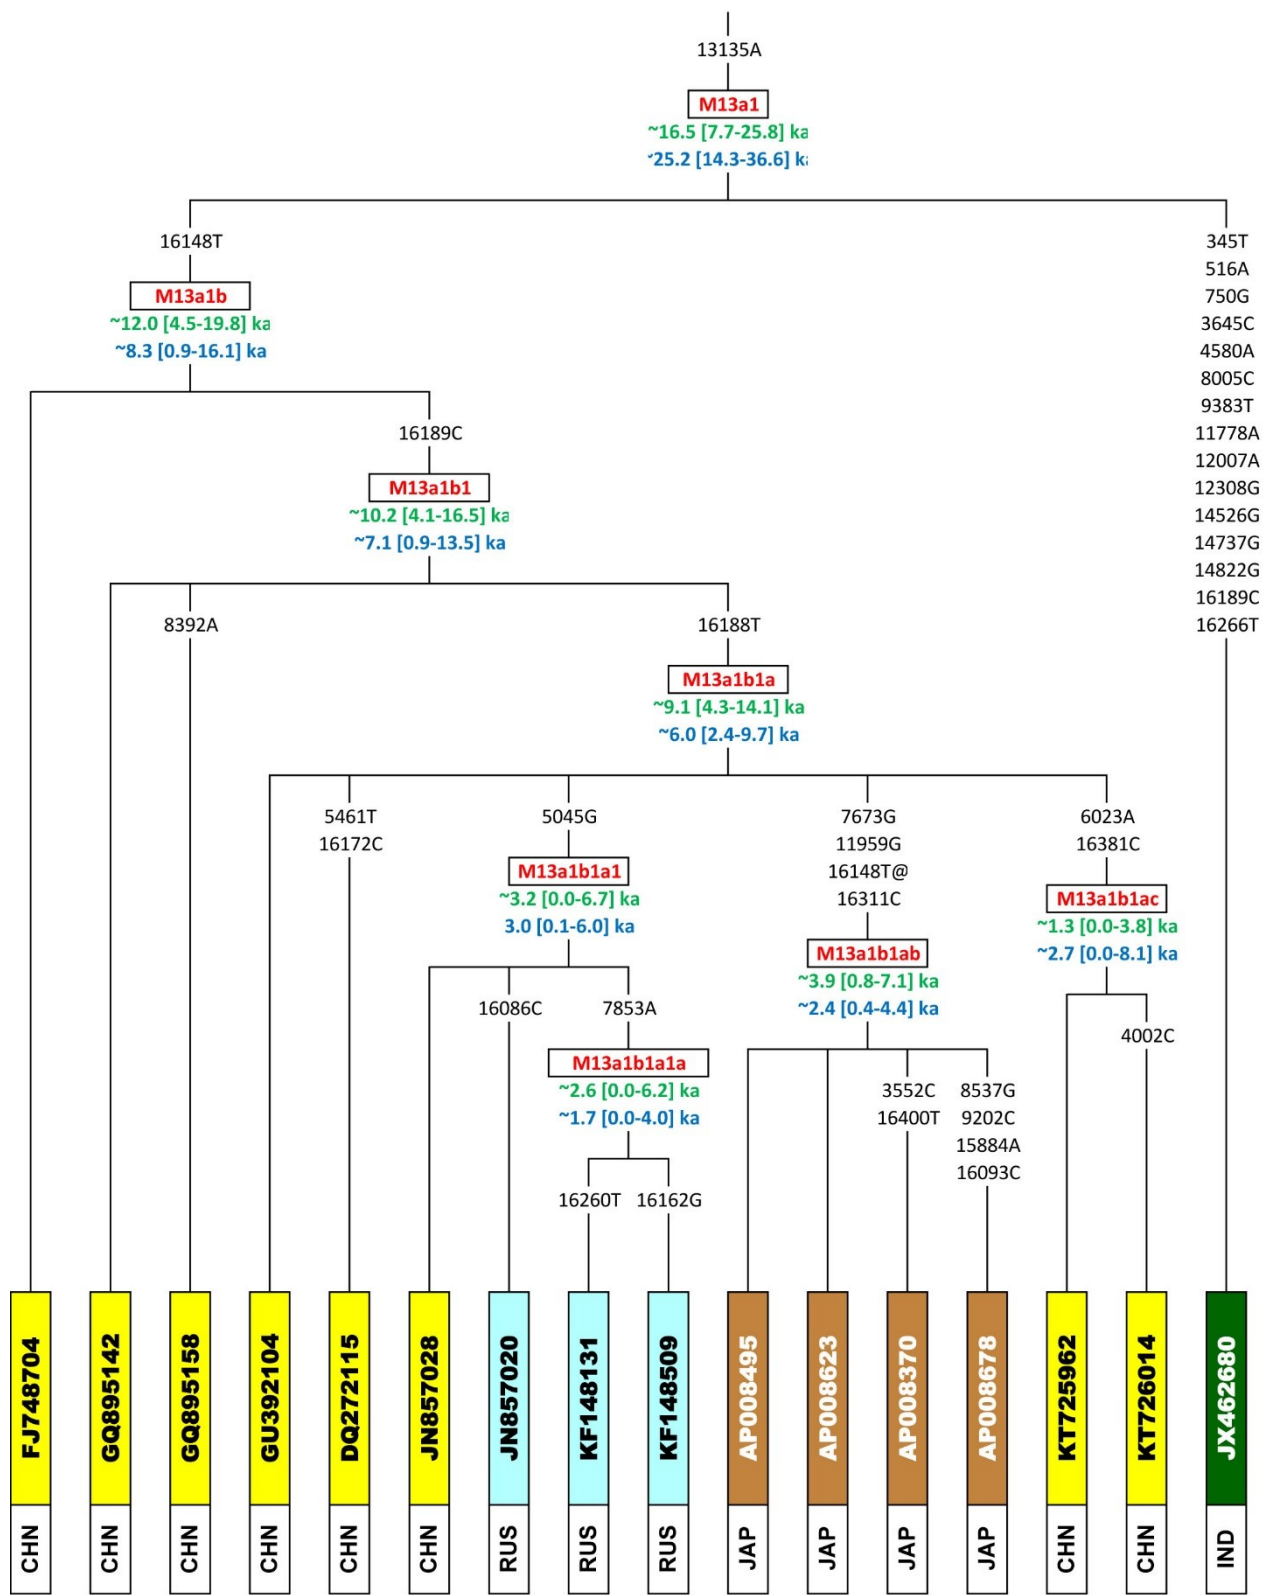 13135A
M13a1
~16.5 [7.7-25.8] ka
~25.2 [14.3-36.6] k
16148T
M13a1b
~12.0 [4.5-19.8] ka
~8.3 [0.9-16.1] ka
345T
516A
750G
3645C
4580A
8005C
9383T
11778A
12007A
12308G
14526G
14737G
14822G
16189C
16266T
16189C
M13a1b1
~10.2 [4.1-16.5] ka
~7.1 [0.9-13.5] ka
8392A
16188T
M13a1b1a
~9.1 [4.3-14.1] ka
~6.0 [2.4-9.7] ka
5461T
16172C
5045G
M13a1b1a1
~3.2 [0.0-6.7] ka
3.0 [0.1-6.0] ka
7673G
11959G
16148T@
16311C
M13a1b1ab
~3.9 [0.8-7.1] ka
~2.4 [0.4-4.4] ka
6023A
16381C
M13a1b1ac
~1.3 [0.0-3.8] ka
~2.7 [0.0-8.1] ka
16086C
7853A
M13a1b1a1a
~2.6 [0.0-6.2] ka
~1.7 [0.0-4.0] ka
16260T
16162G
3552C
16400T
8537G
9202C
15884A
16093C
4002C
FJ748704
GQ895142
GQ895158
GU392104
DQ272115
JN857028
JN857020
KF148131
KF148509
AP008495
AP008623
AP008370
AP008678
KT725962
KT726014
JX462680
CHN
CHN
CHN
CHN
CHN
CHN
RUS
RUS
RUS
JAP
JAP
JAP
JAP
CHN
CHN
IND